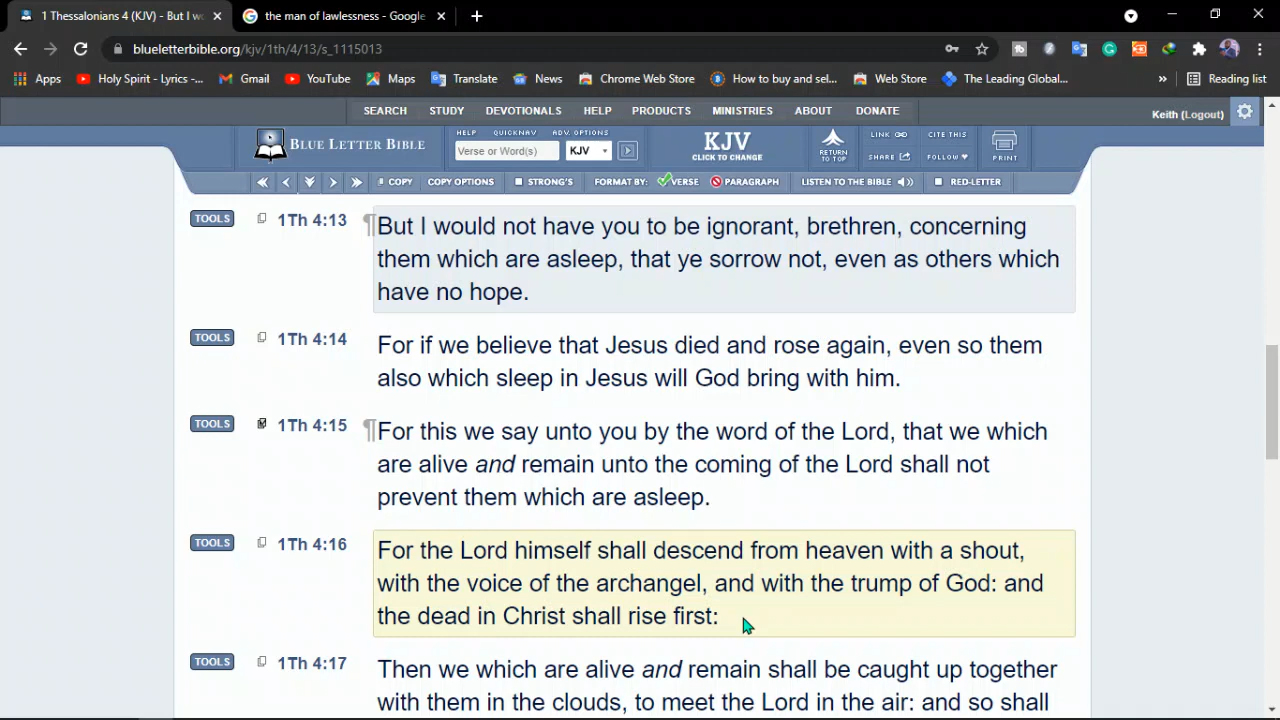 1 Thessalonians 4 (KJV) - But I wo
the man of lawlessness - Google
blueletterbible.org/kjv/1th/4/13/s_1115013
Apps
Holy Spirit - Lyrics -...
Gmail
YouTube
Maps
Translate
News
Chrome Web Store
How to buy and sel...
Web Store
The Leading Global...
»
Reading list
SEARCH STUDY DEVOTIONALS HELP PRODUCTS MINISTRIES ABOUT DONATE
Keith (Logout)
BLUE LETTER BIBLE
HELP QUICKNAV ADV. OPTIONS
Verse or Word(s)
KJV
KJV
CLICK TO CHANGE
RETURN
TO TOP
LINK
CITE THIS
SHARE
FOLLOW
PRINT
COPY COPY OPTIONS STRONG'S FORMAT BY: VERSE PARAGRAPH LISTEN TO THE BIBLE RED-LETTER
TOOLS 1Th 4:13 ¶But I would not have you to be ignorant, brethren, concerning
them which are asleep, that ye sorrow not, even as others which
have no hope.
TOOLS 1Th 4:14 For if we believe that Jesus died and rose again, even so them
also which sleep in Jesus will God bring with him.
TOOLS 1Th 4:15 ¶For this we say unto you by the word of the Lord, that we which
are alive and remain unto the coming of the Lord shall not
prevent them which are asleep.
TOOLS 1Th 4:16 For the Lord himself shall descend from heaven with a shout,
with the voice of the archangel, and with the trump of God: and
the dead in Christ shall rise first:
TOOLS 1Th 4:17 Then we which are alive and remain shall be caught up together
with them in the clouds, to meet the Lord in the air: and so shall